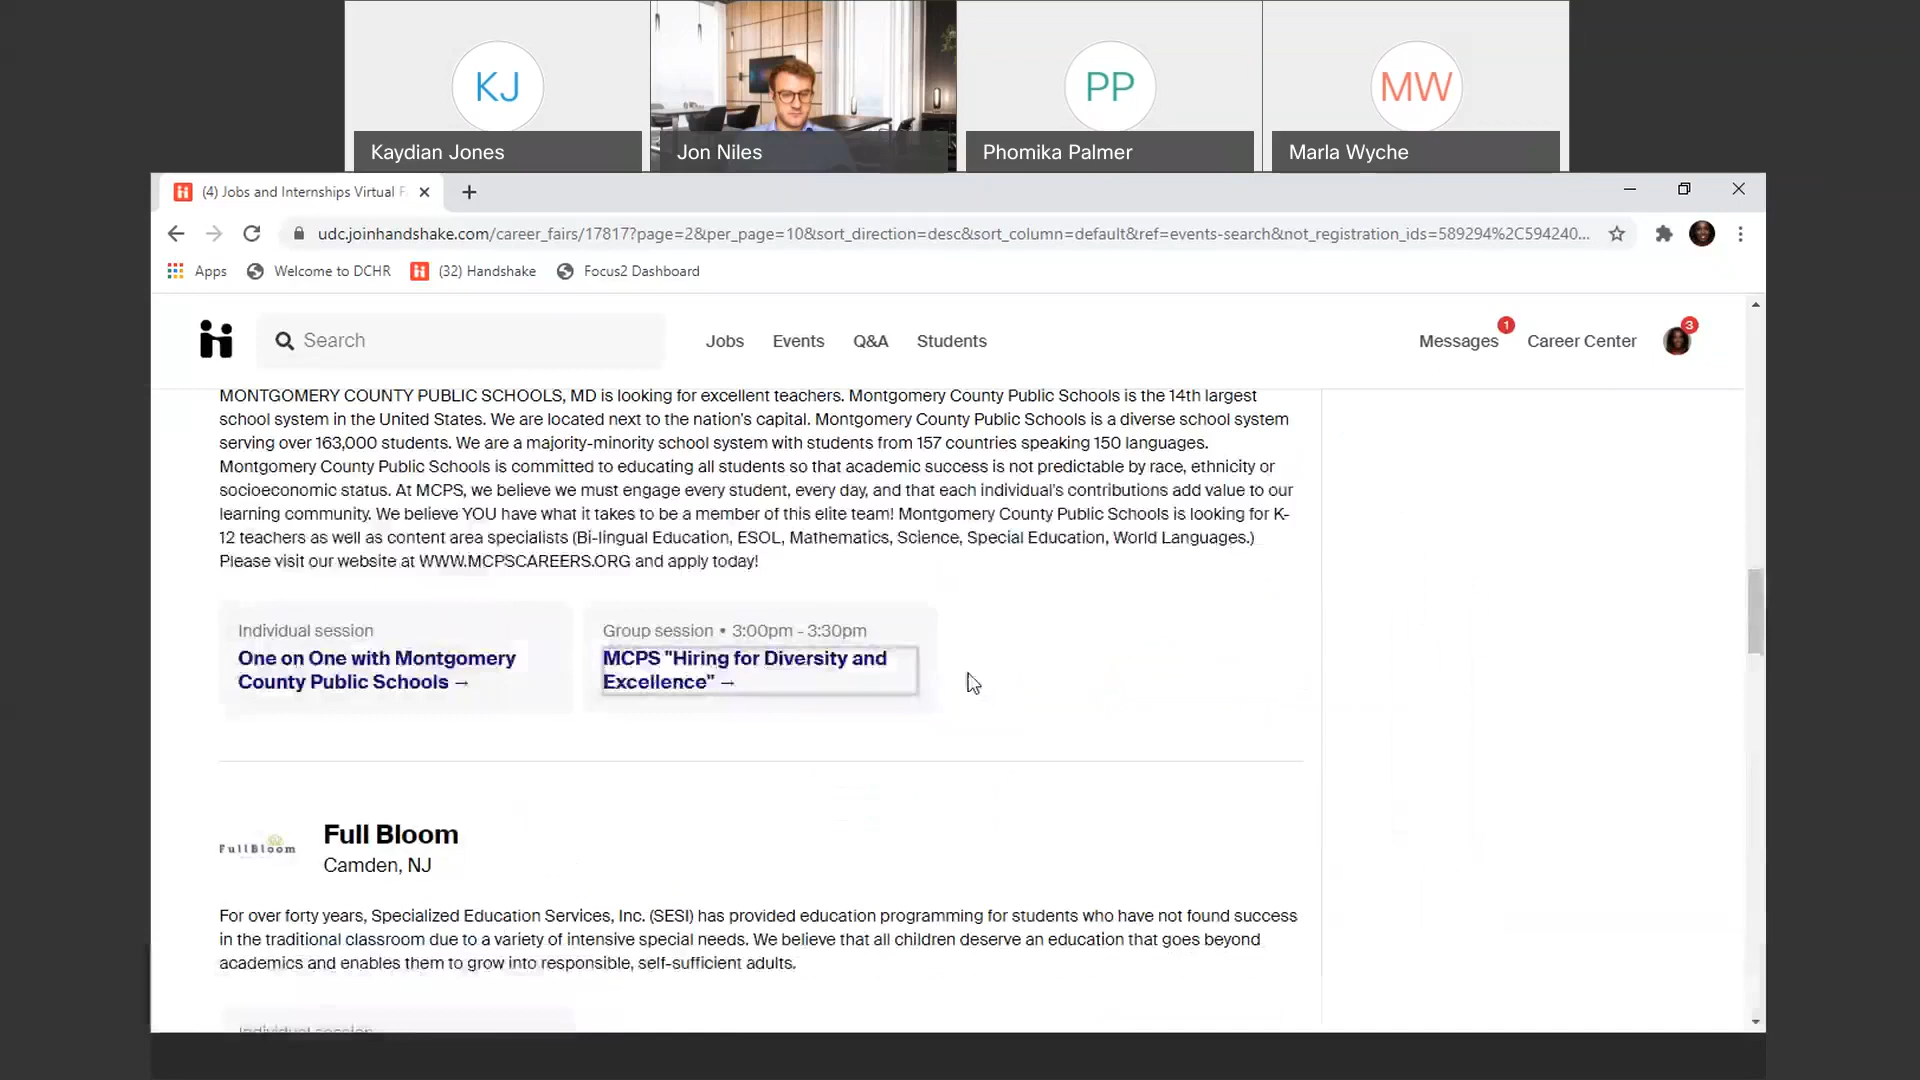 KJ
Kaydian Jones
Jon Niles
PP
Phomika Palmer
MW
Marla Wyche
(4) Jobs and Internships Virtual F
udc.joinhandshake.com/career_fairs/17817?page=2&per_page=10&sort_direction=desc&sort_column=default&ref=events-search&not_registration_ids=589294%2C594240...
Apps
Welcome to DCHR
(32) Handshake
Focus2 Dashboard
Search
Jobs
Events
Q&A
Students
Messages
1
Career Center
3
MONTGOMERY COUNTY PUBLIC SCHOOLS, MD is looking for excellent teachers. Montgomery County Public Schools is the 14th largest
school system in the United States. We are located next to the nation's capital. Montgomery County Public Schools is a diverse school system
serving over 163,000 students. We are a majority-minority school system with students from 157 countries speaking 150 languages.
Montgomery County Public Schools is committed to educating all students so that academic success is not predictable by race, ethnicity or
socioeconomic status. At MCPS, we believe we must engage every student, every day, and that each individual's contributions add value to our
learning community. We believe YOU have what it takes to be a member of this elite team! Montgomery County Public Schools is looking for K-
12 teachers as well as content area specialists (Bi-lingual Education, ESOL, Mathematics, Science, Special Education, World Languages.)
Please visit our website at WWW.MCPSCAREERS.ORG and apply today!
Individual session
One on One with Montgomery
County Public Schools →
Group session • 3:00pm - 3:30pm
MCPS "Hiring for Diversity and
Excellence" →
FullBloom
Full Bloom
Camden, NJ
For over forty years, Specialized Education Services, Inc. (SESI) has provided education programming for students who have not found success
in the traditional classroom due to a variety of intensive special needs. We believe that all children deserve an education that goes beyond
academics and enables them to grow into responsible, self-sufficient adults.
Individual session